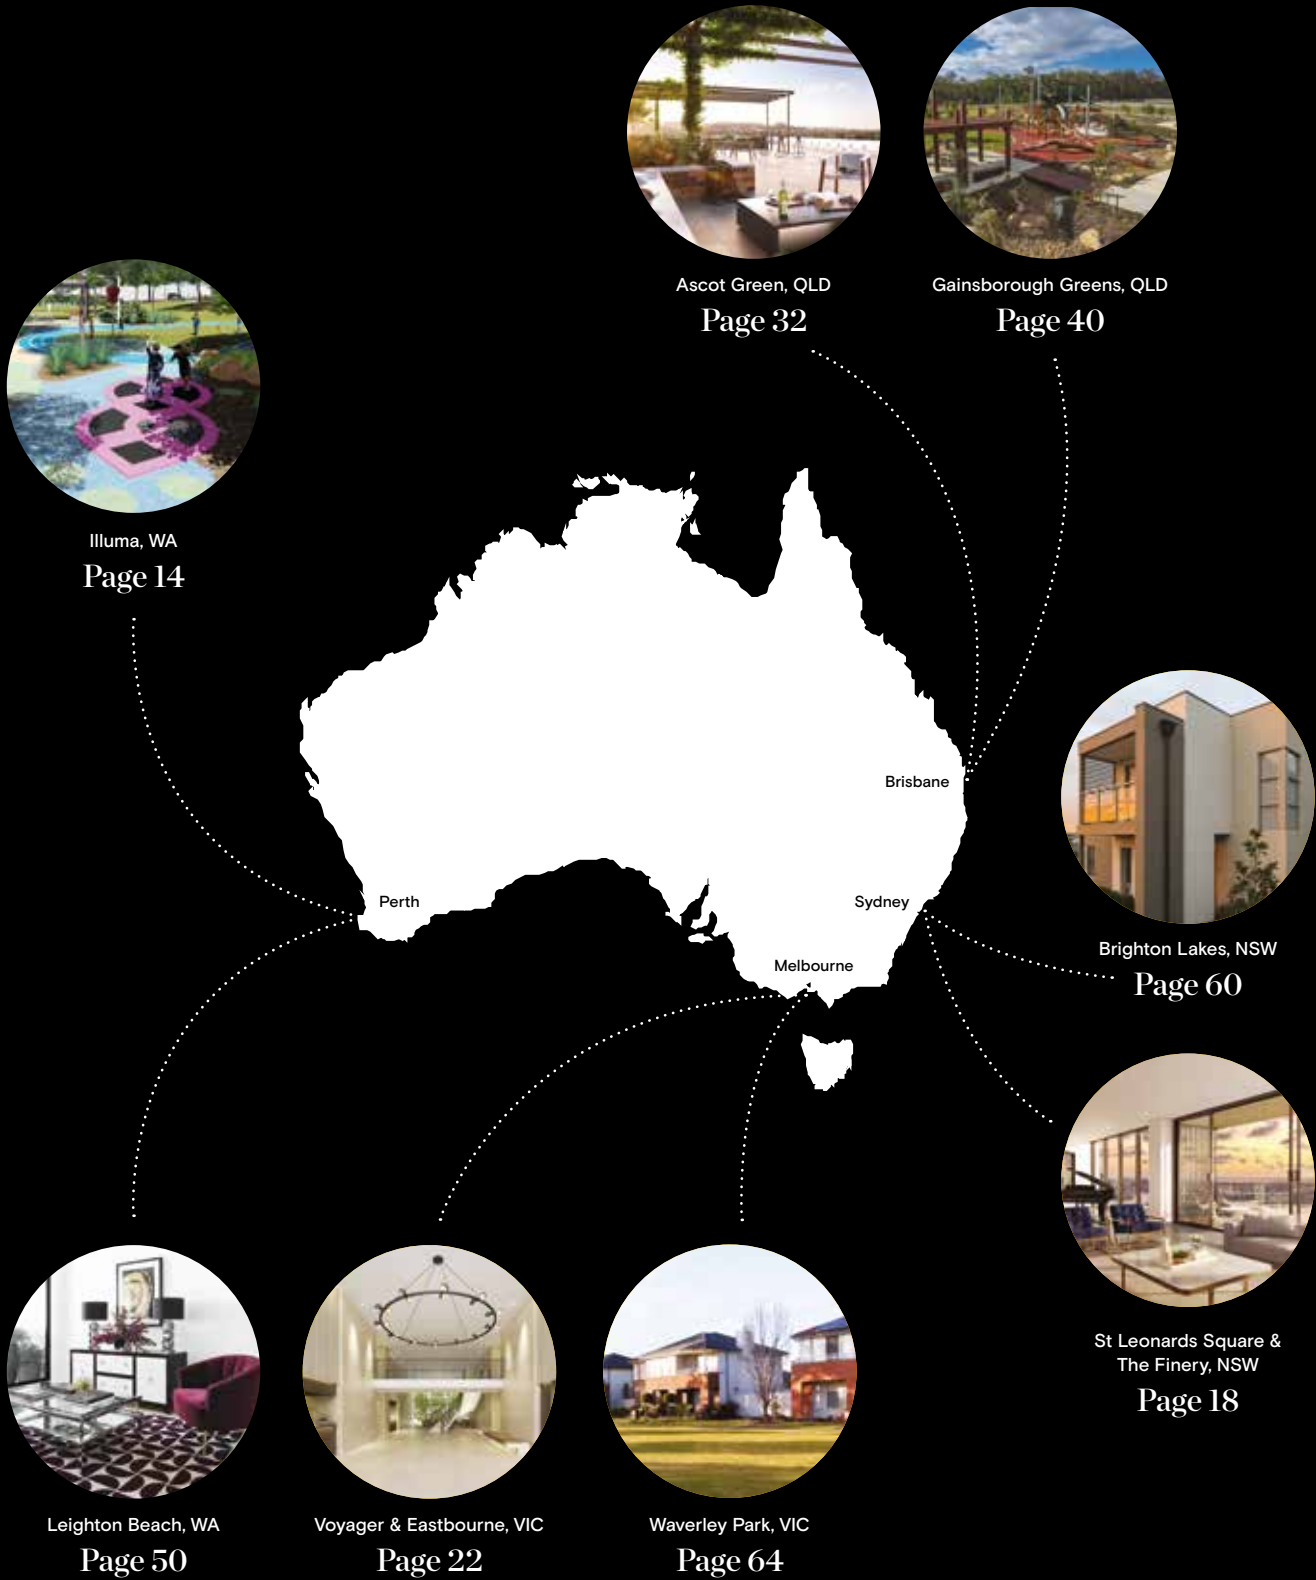 Ascot Green, QLD
Page 32
Gainsborough Greens, QLD
Page 40
Illuma, WA
Page 14
Brisbane
Perth
Sydney
Melbourne
Brighton Lakes, NSW
Page 60
St Leonards Square &
The Finery, NSW
Page 18
Leighton Beach, WA
Page 50
Voyager & Eastbourne, VIC
Page 22
Waverley Park, VIC
Page 64